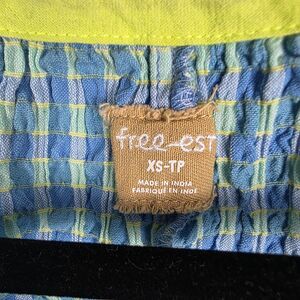 free-est
XS-TP
MADE IN INDIA
FABRIQUÉ EN INDE